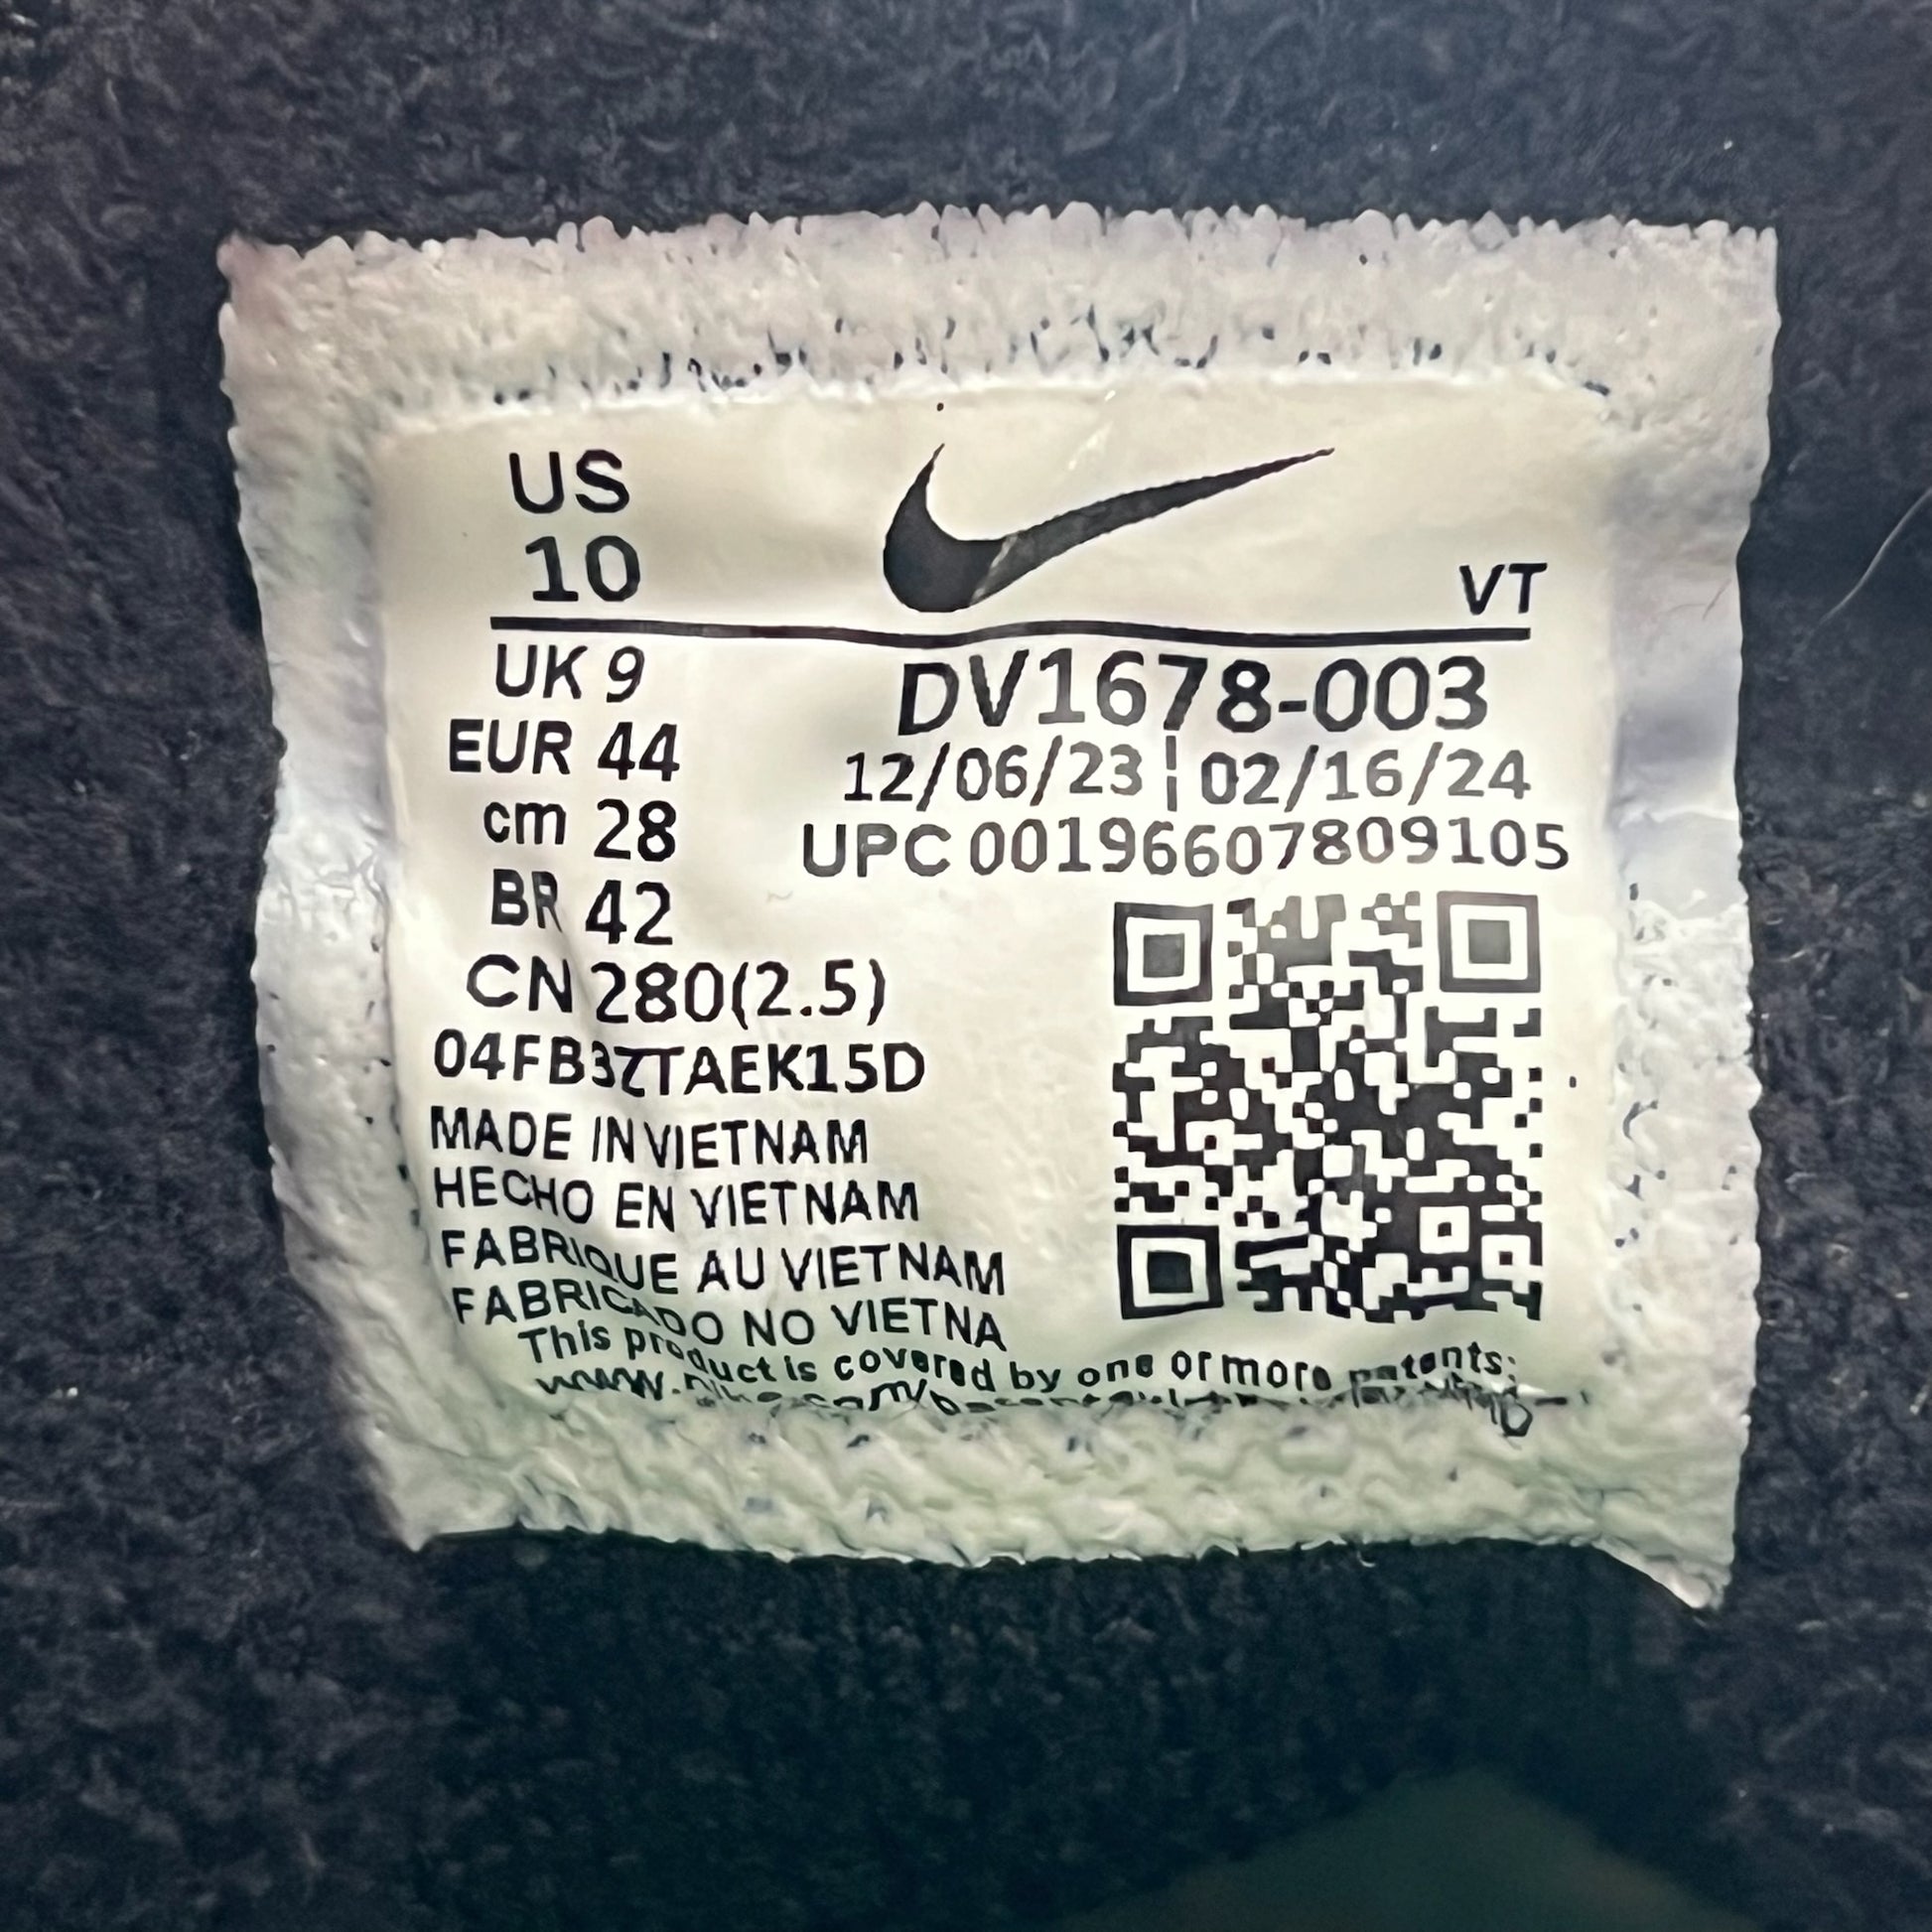 US
10
VT
UK 9
EUR 44
cm 28
BR 42
CN 280(2.5)
DV1678-003
12/06/23 ¦ 02/16/24
UPC 00196607809105
04FB3ZTAEK15D
MADE IN VIETNAM
HECHO EN VIETNAM
FABRIQUE AU VIETNAM
FABRICADO NO VIETNA
This product is covered by one or more patents: